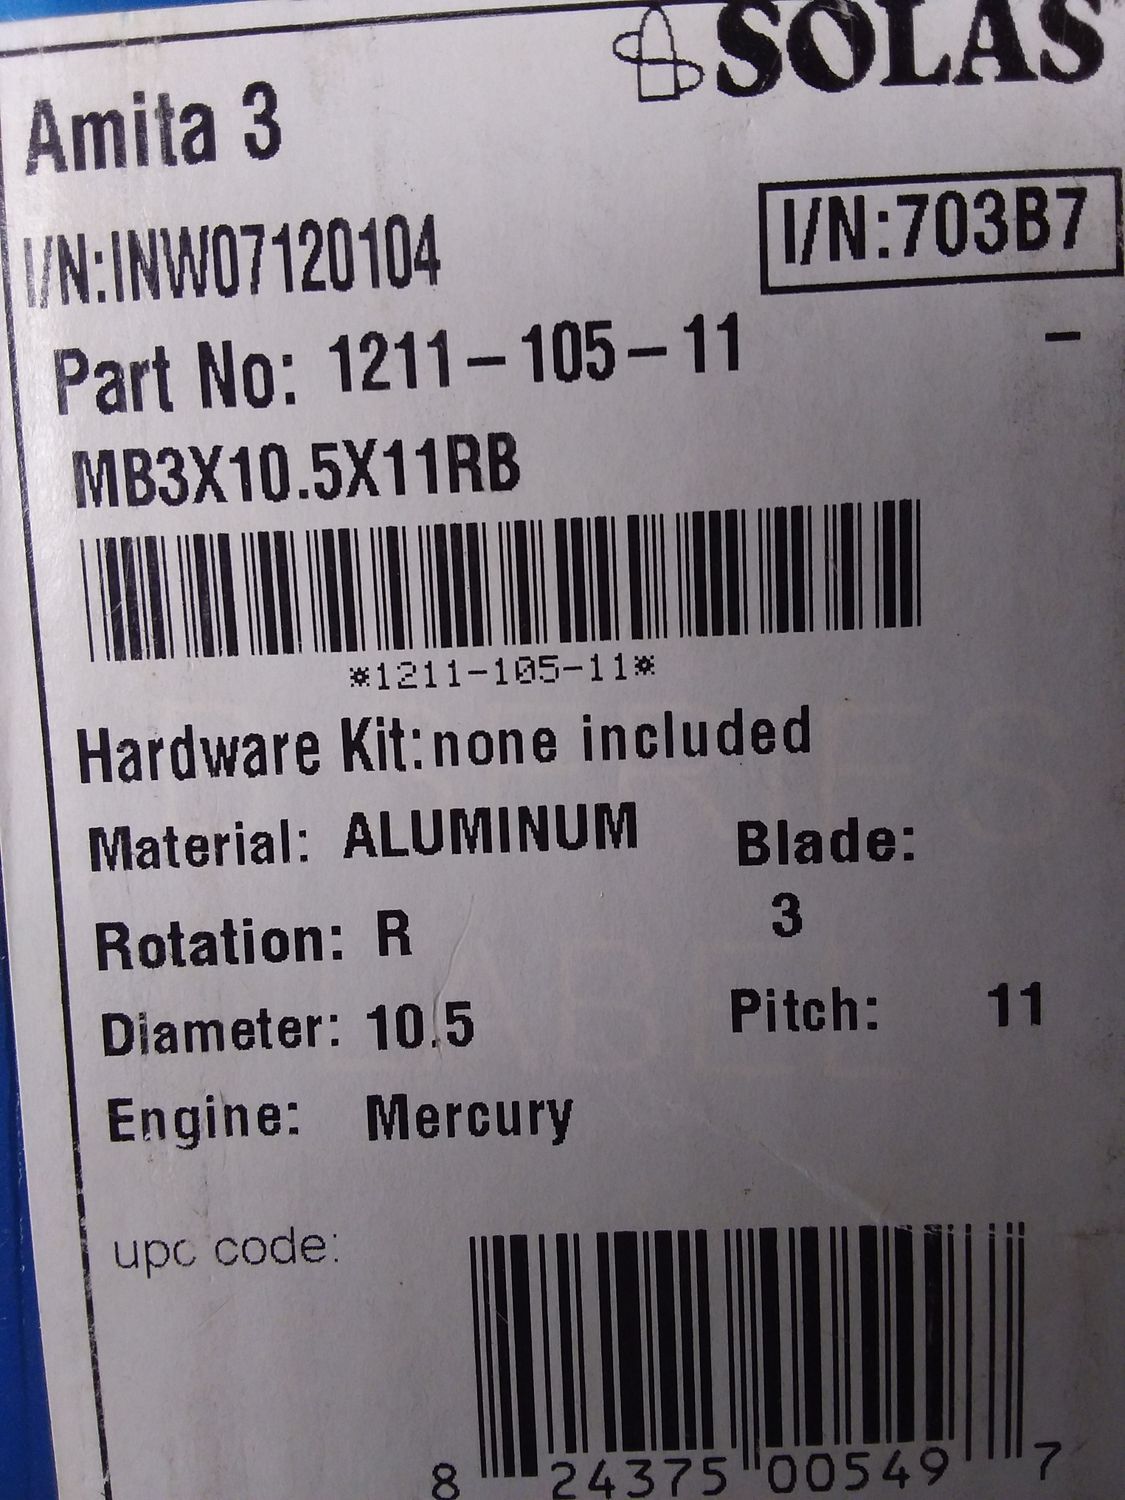 SOLAS
Amita 3
I/N:INW07120104
I/N:703B7
Part No: 1211-105-11 -
MB3X10.5X11RB
*1211-105-11*
Hardware Kit:none included
Material: ALUMINUM
Blade:
3
Rotation: R
Diameter: 10.5
Pitch: 11
Engine: Mercury
upc code:
8 24375 00549 7